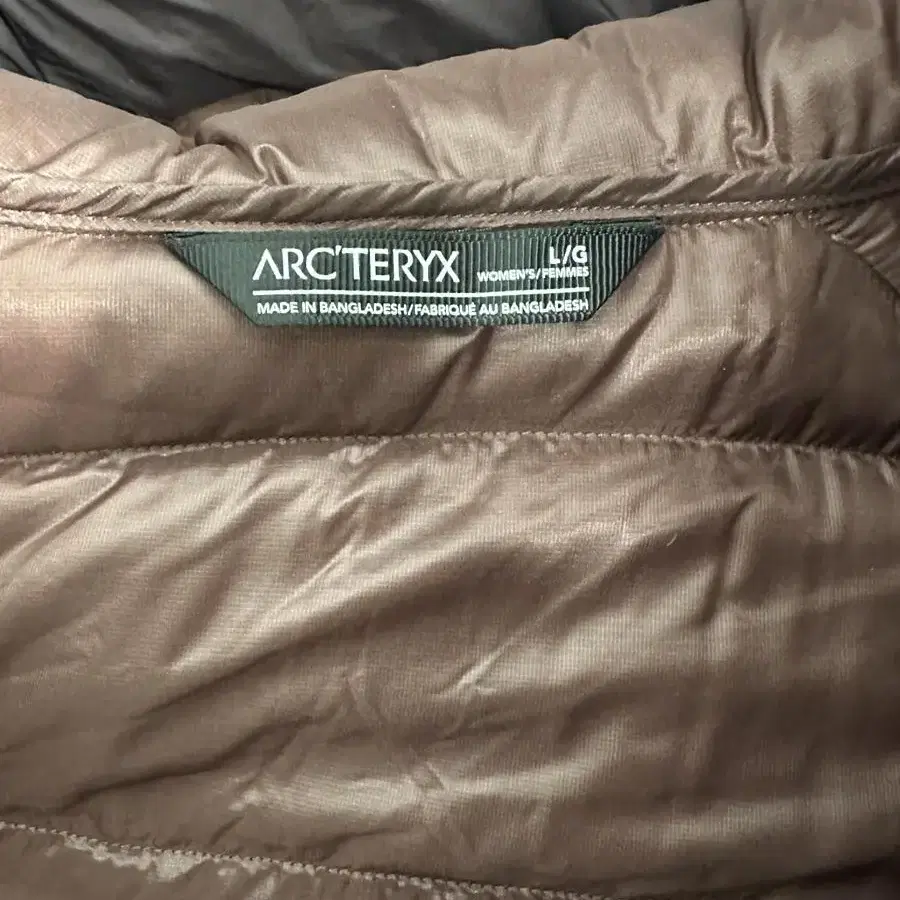 ARC'TERYX L/G
WOMEN'S/FEMMES
MADE IN BANGLADESH/FABRIQUÉ AU BANGLADESH